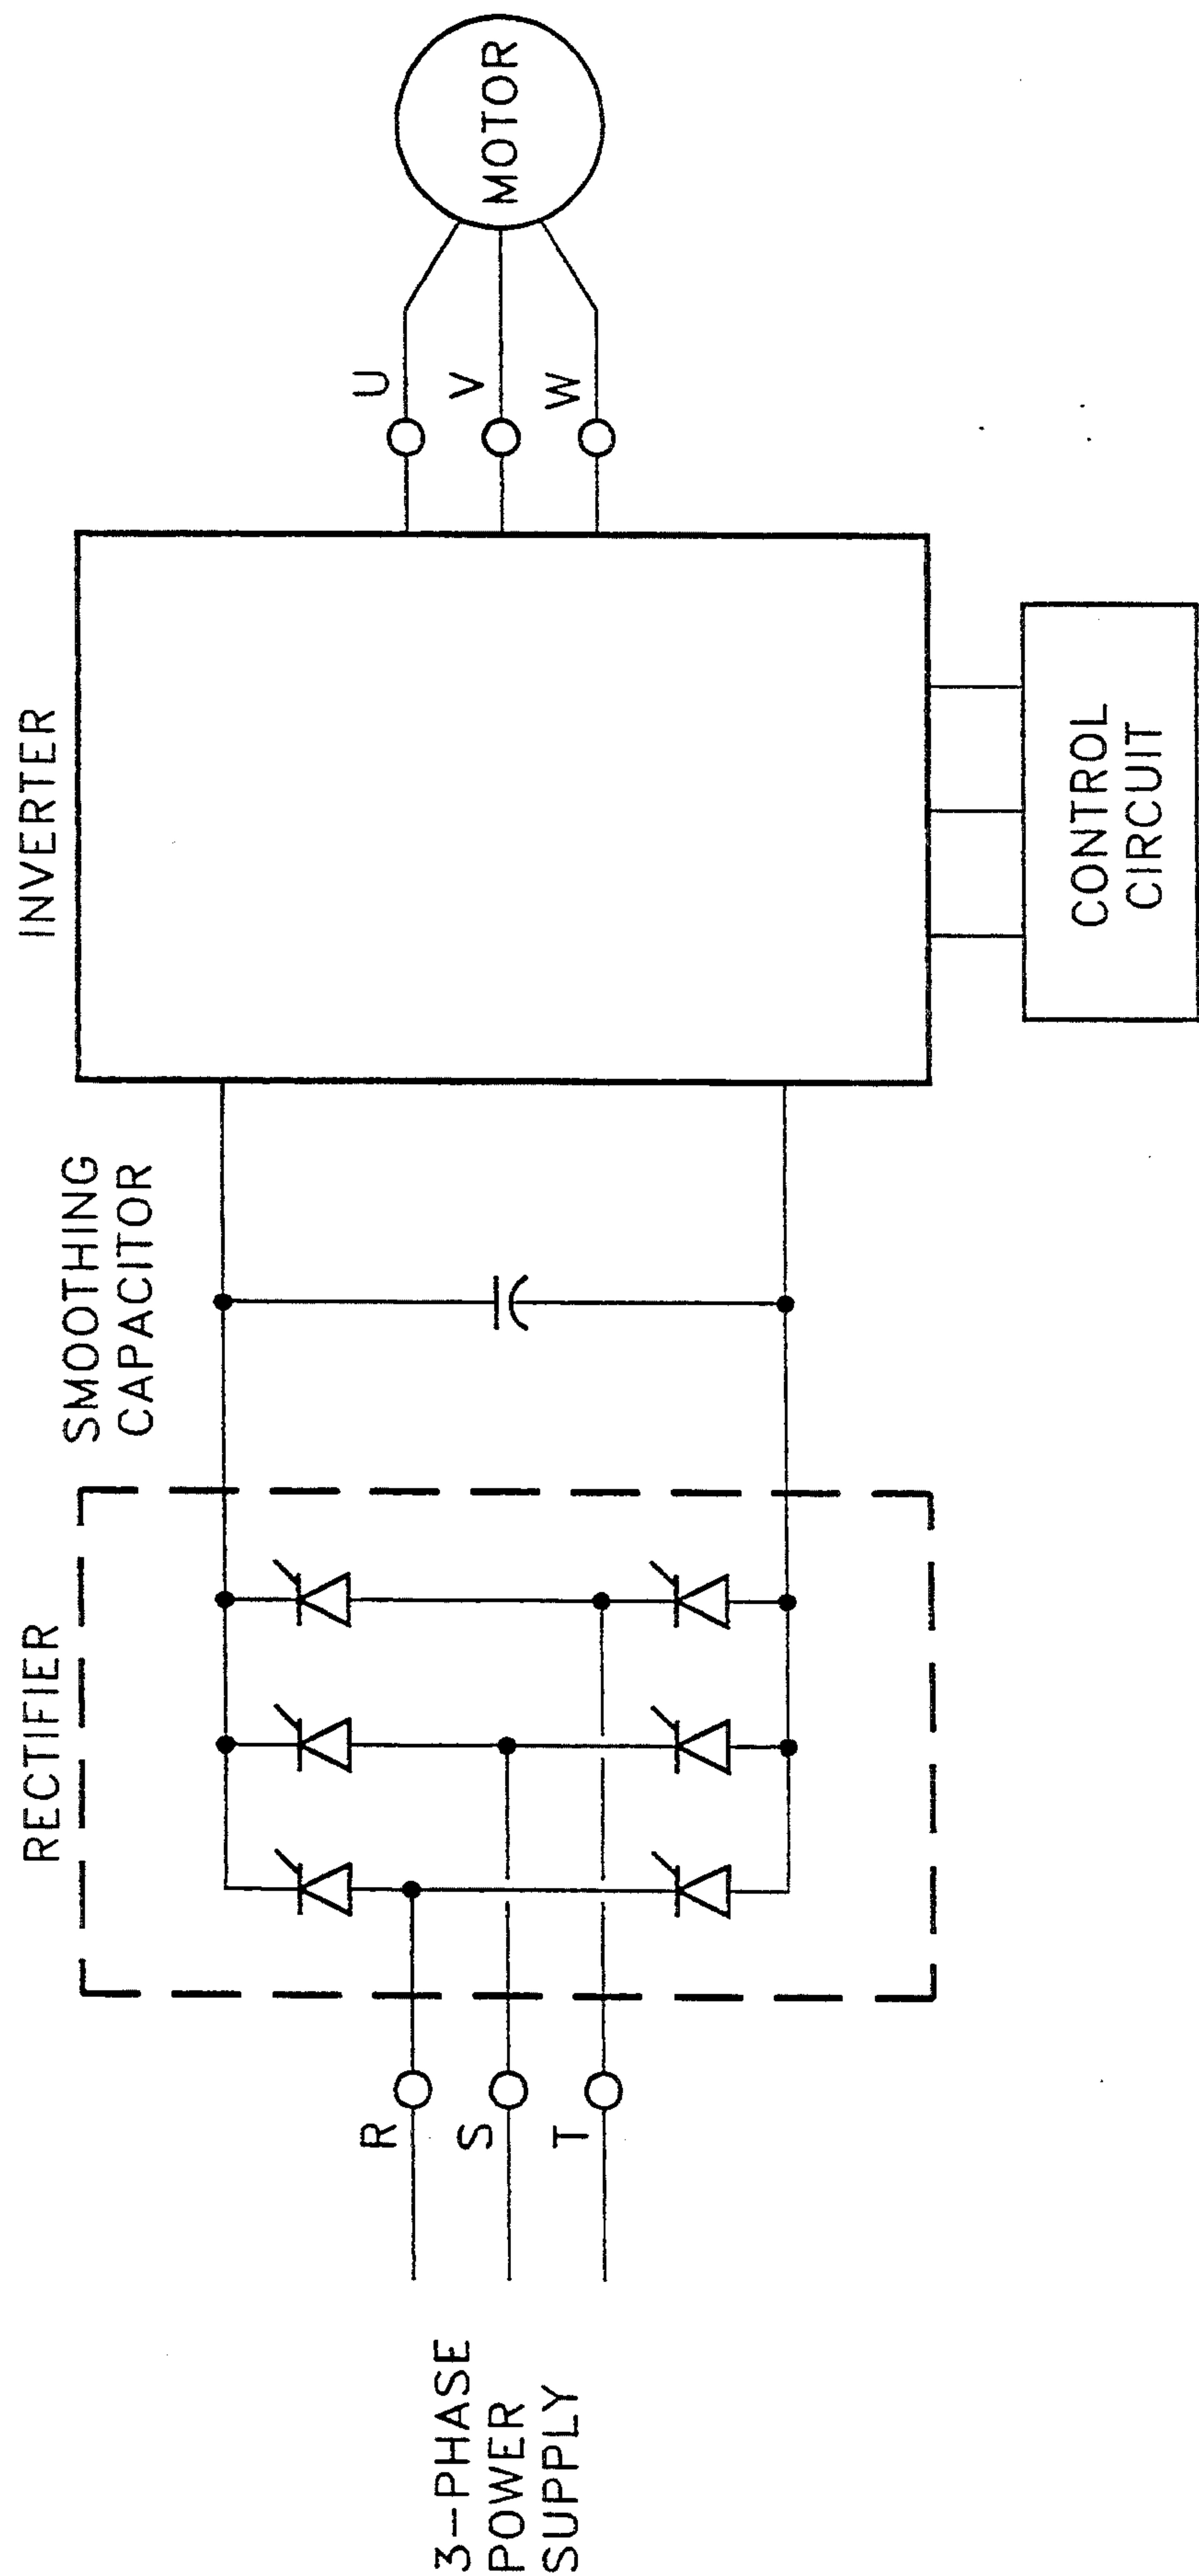 3-PHASE
POWER
SUPPLY
R
S
T
RECTIFIER
SMOOTHING
CAPACITOR
INVERTER
CONTROL
CIRCUIT
U
V
W
MOTOR